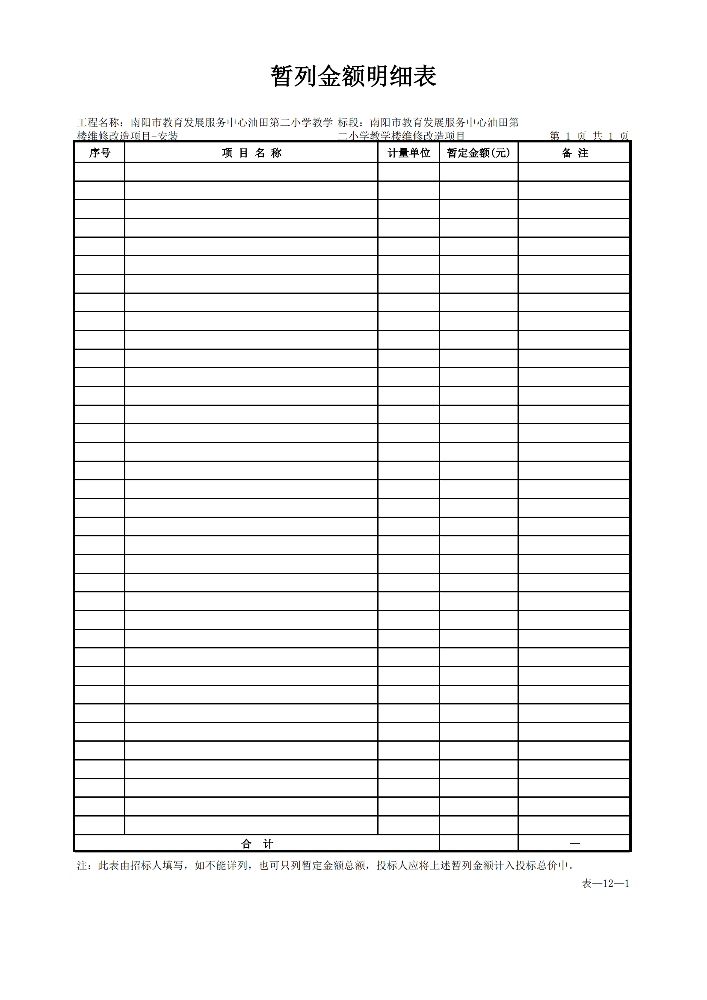 暂列金额明细表
工程名称：南阳市教育发展服务中心油田第二小学教学 标段：南阳市教育发展服务中心油田第
楼维修改造项目-安装 二小学教学楼维修改造项目 第 1 页 共 1 页
序号 项 目 名 称 计量单位 暂定金额(元) 备 注
合 计 —
注：此表由招标人填写，如不能详列，也可只列暂定金额总额，投标人应将上述暂列金额计入投标总价中。
表—12—1